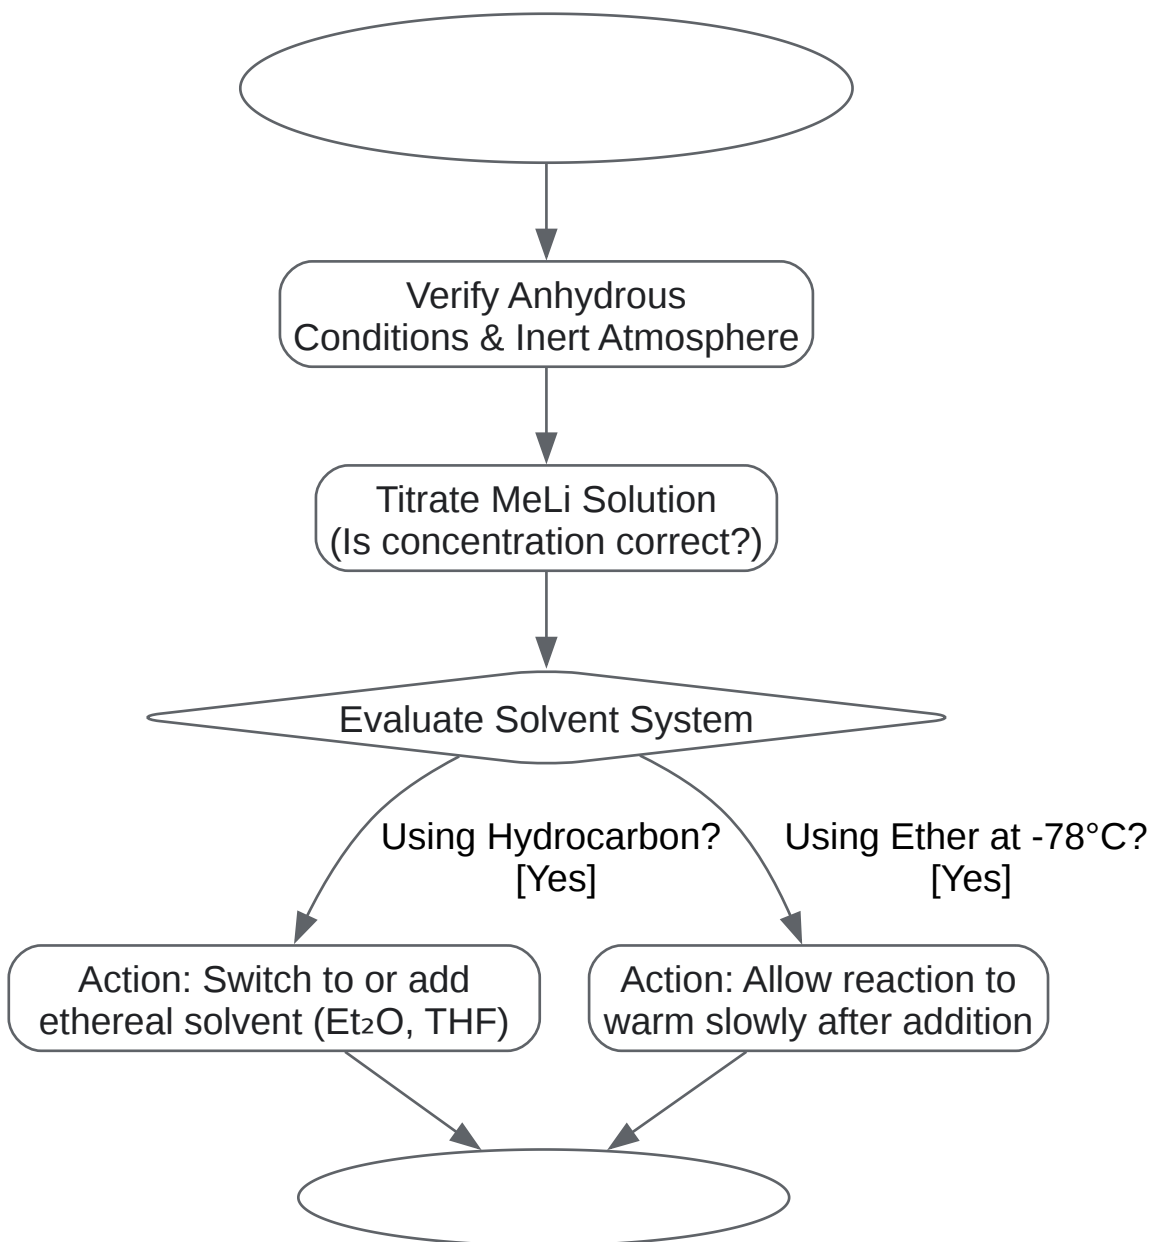 Verify Anhydrous
Conditions & Inert Atmosphere
Titrate MeLi Solution
(Is concentration correct?)
Evaluate Solvent System
Using Hydrocarbon?
[Yes]
Using Ether at -78°C?
[Yes]
Action: Switch to or add
ethereal solvent (Et₂O, THF)
Action: Allow reaction to
warm slowly after addition